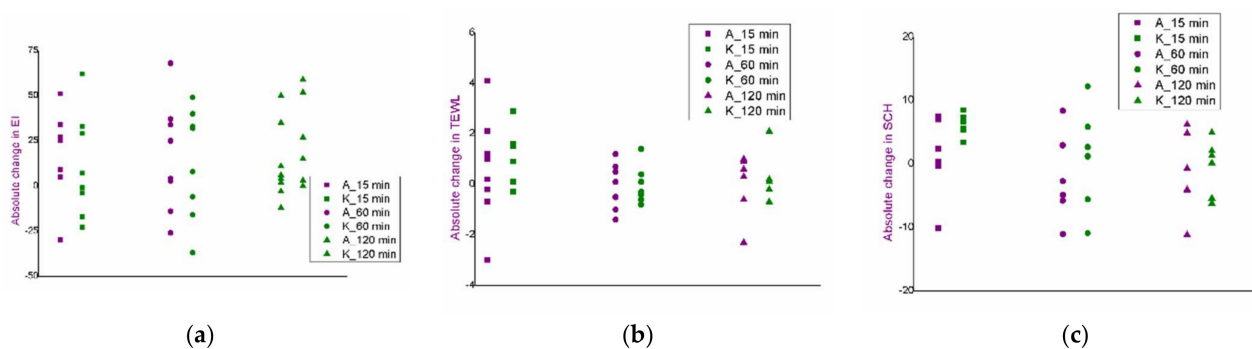 75
50
25
0
-25
-50
Absolute change in EI
A_15 min
K_15 min
A_60 min
K_60 min
A_120 min
K_120 min
(a)
6
4
2
0
-2
-4
Absolute change in TEWL
A_15 min
K_15 min
A_60 min
K_60 min
A_120 min
K_120 min
(b)
20
10
0
-10
-20
Absolute change in SCH
A_15 min
K_15 min
A_60 min
K_60 min
A_120 min
K_120 min
(c)